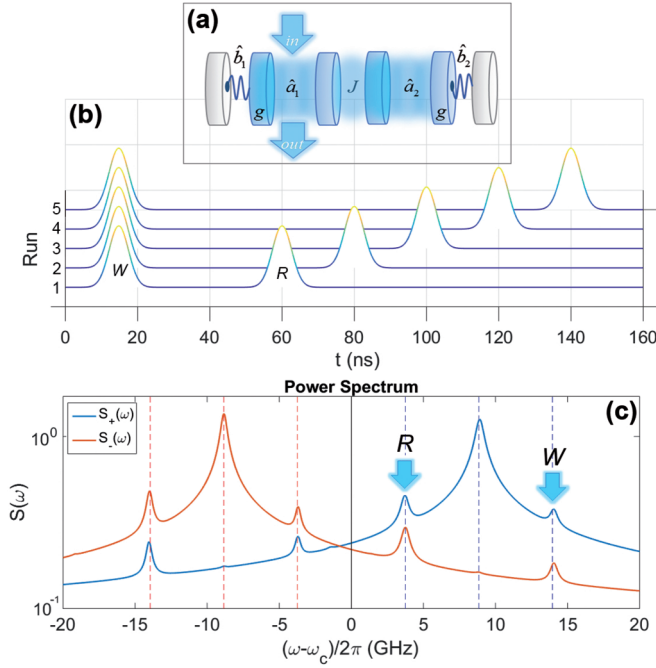 (a)
in
b̂₁
b̂₂
â₁
J
â₂
g
g
out
(b)
5
4
3
2
1
Run
W
R
0
20
40
60
80
100
120
140
160
t (ns)
Power Spectrum
(c)
S₊(ω)
S₋(ω)
R
W
10⁰
10⁻¹
S(ω)
-20
-15
-10
-5
0
5
10
15
20
(ω-ω_c)/2π (GHz)